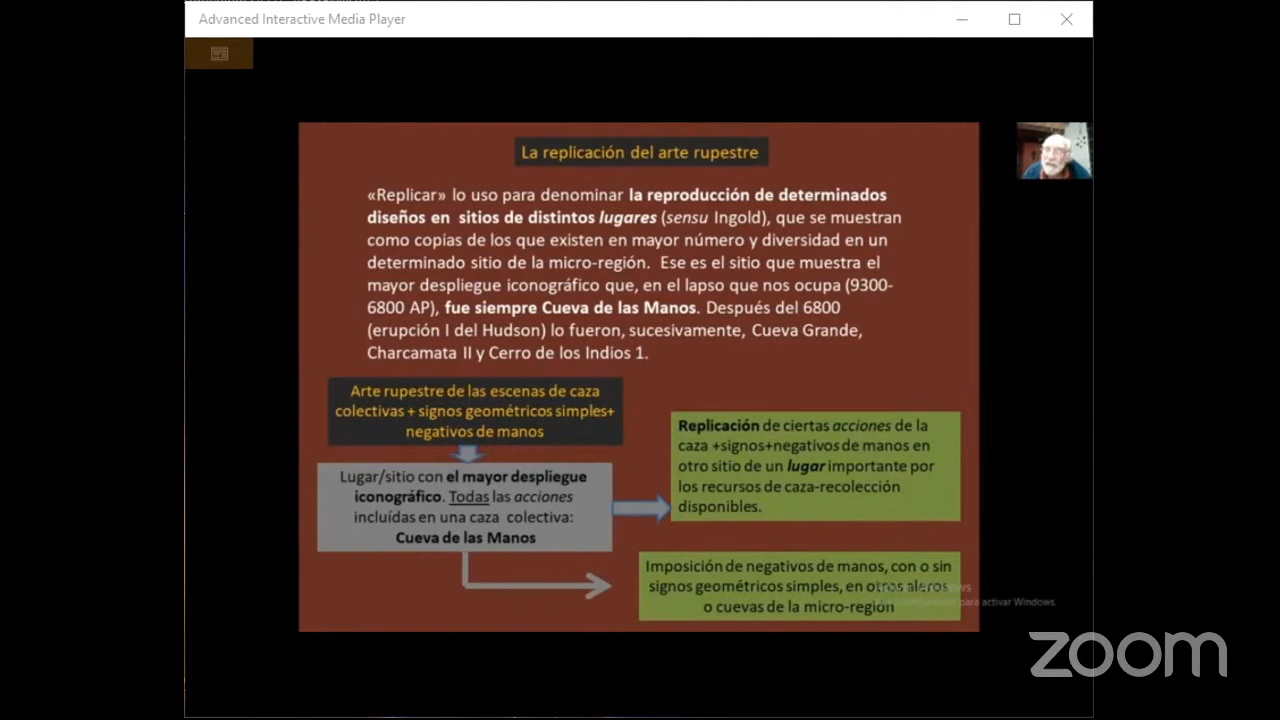 Advanced Interactive Media Player
La replicación del arte rupestre
«Replicar» lo uso para denominar la reproducción de determinados
diseños en sitios de distintos lugares (sensu Ingold), que se muestran
como copias de los que existen en mayor número y diversidad en un
determinado sitio de la micro-región. Ese es el sitio que muestra el
mayor despliegue iconográfico que, en el lapso que nos ocupa (9300-
6800 AP), fue siempre Cueva de las Manos. Después del 6800
(erupción I del Hudson) lo fueron, sucesivamente, Cueva Grande,
Charcamata II y Cerro de los Indios 1.
Arte rupestre de las escenas de caza
colectivas + signos geométricos simples+
negativos de manos
Lugar/sitio con el mayor despliegue
iconográfico. Todas las acciones
incluídas en una caza colectiva:
Cueva de las Manos
Replicación de ciertas acciones de la
caza +signos+negativos de manos en
otro sitio de un lugar importante por
los recursos de caza-recolección
disponibles.
Imposición de negativos de manos, con o sin
signos geométricos simples, en otros aleros
o cuevas de la micro-región
para activar Windows.
zoom